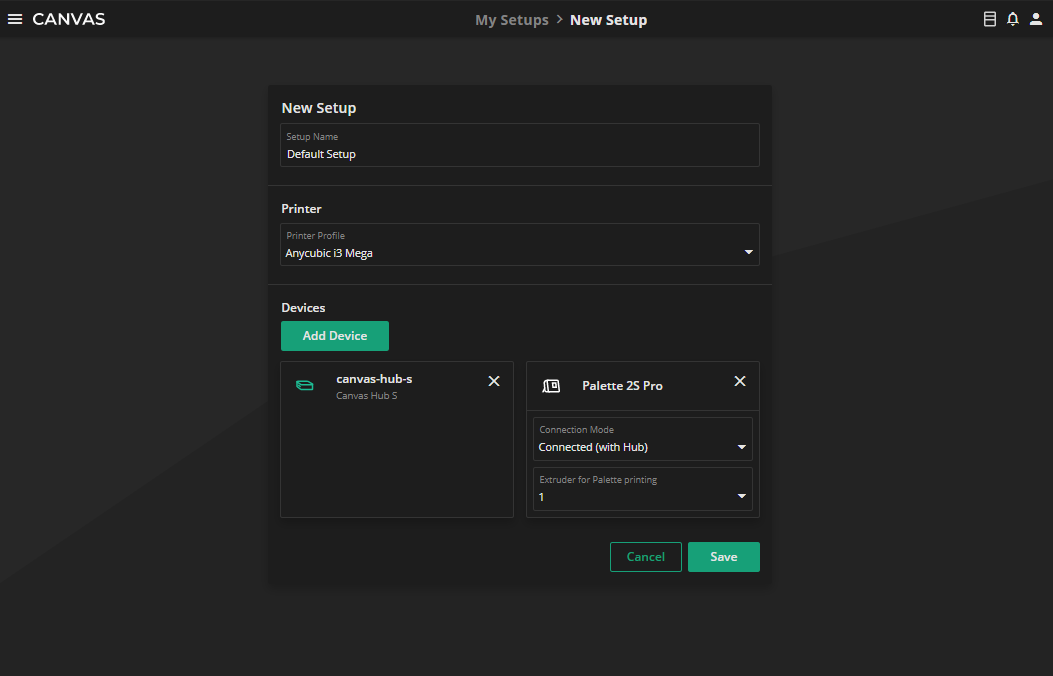 CANVAS
My Setups > New Setup
New Setup
Setup Name
Default Setup
Printer
Printer Profile
Anycubic i3 Mega
Devices
Add Device
canvas-hub-s
Canvas Hub S
Palette 2S Pro
Connection Mode
Connected (with Hub)
Extruder for Palette printing
1
Cancel
Save